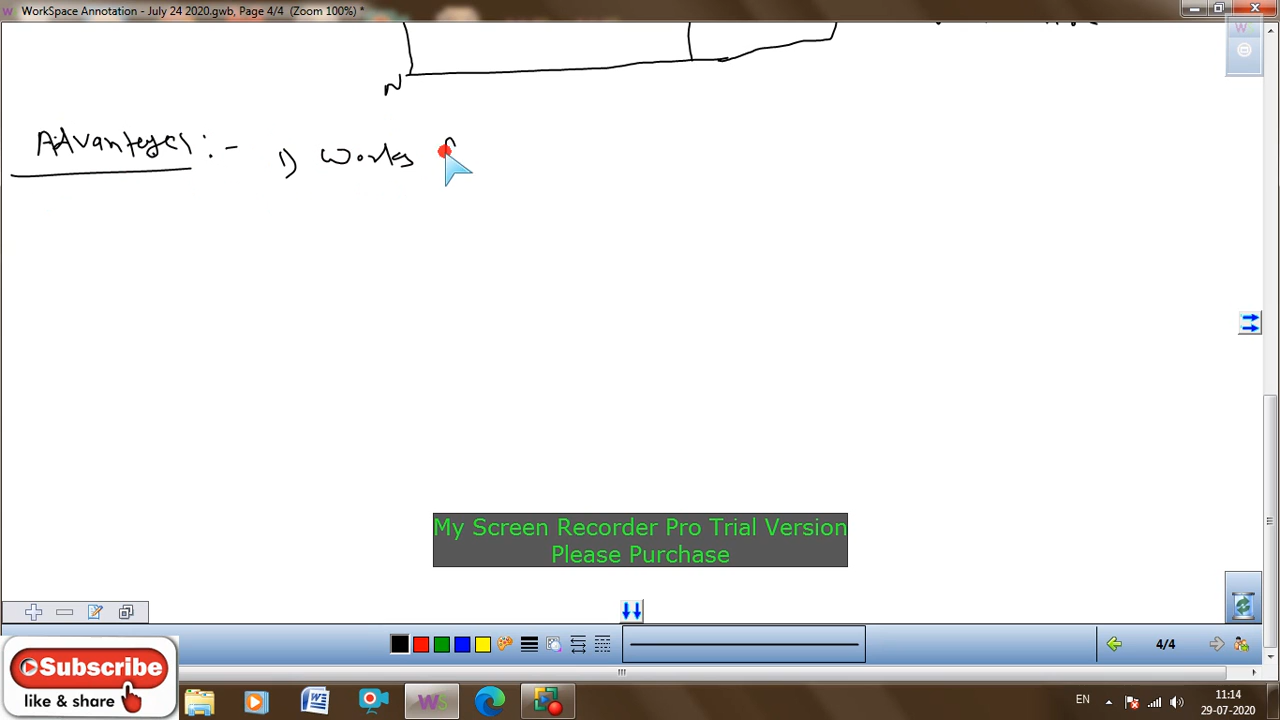 WorkSpace Annotation - July 24 2020.gwb, Page 4/4 (Zoom 100%) *
N
Advantages :- 1) Works
My Screen Recorder Pro Trial Version
Please Purchase
4/4
Subscribe
like & share
EN
11:14
29-07-2020